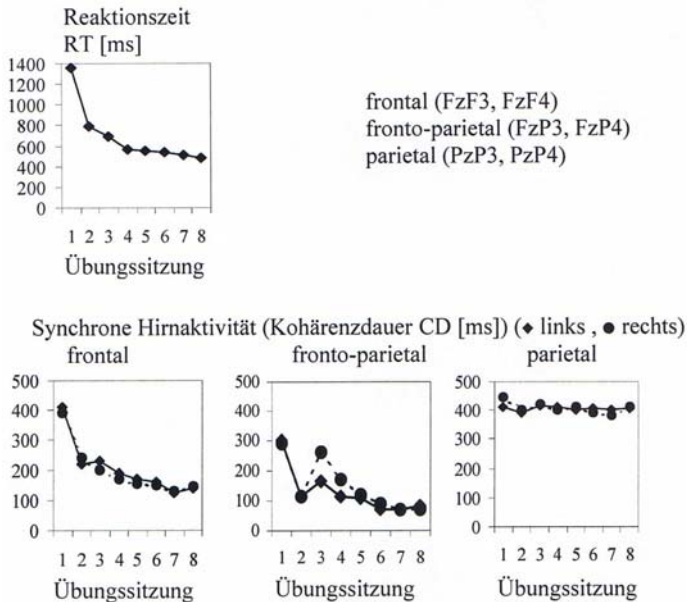 Reaktionszeit
RT [ms]
1400
1200
1000
800
600
400
200
0
1 2 3 4 5 6 7 8
Übungssitzung
frontal (FzF3, FzF4)
fronto-parietal (FzP3, FzP4)
parietal (PzP3, PzP4)
Synchrone Hirnaktivität (Kohärenzdauer CD [ms]) (◆ links , ● rechts)
frontal
500
400
300
200
100
0
1 2 3 4 5 6 7 8
Übungssitzung
fronto-parietal
500
400
300
200
100
0
1 2 3 4 5 6 7 8
Übungssitzung
parietal
500
400
300
200
100
0
1 2 3 4 5 6 7 8
Übungssitzung